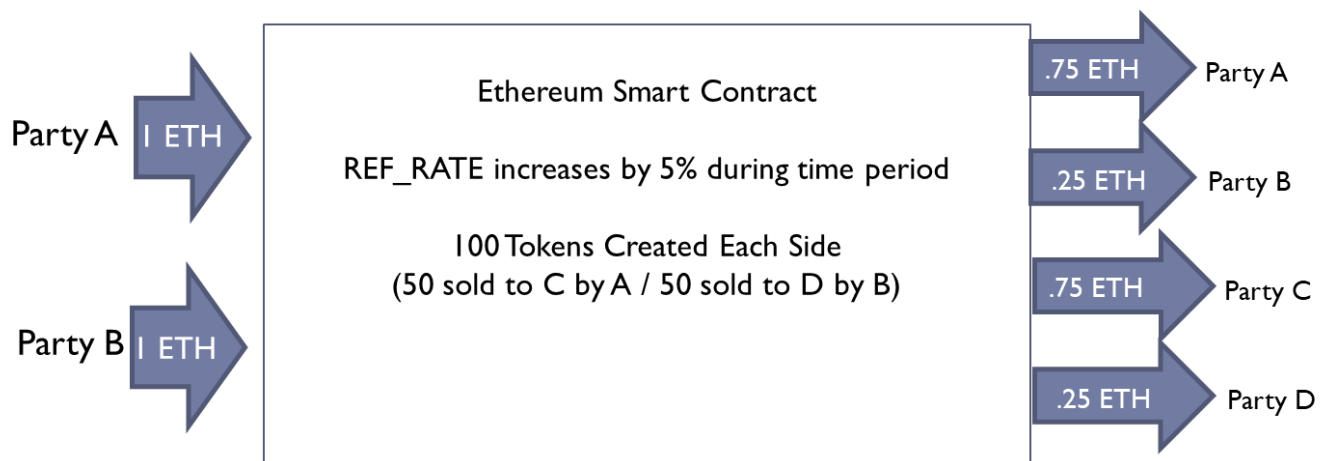 Party A
1 ETH
Party B
1 ETH
Ethereum Smart Contract
REF_RATE increases by 5% during time period
100 Tokens Created Each Side
(50 sold to C by A / 50 sold to D by B)
.75 ETH
Party A
.25 ETH
Party B
.75 ETH
Party C
.25 ETH
Party D